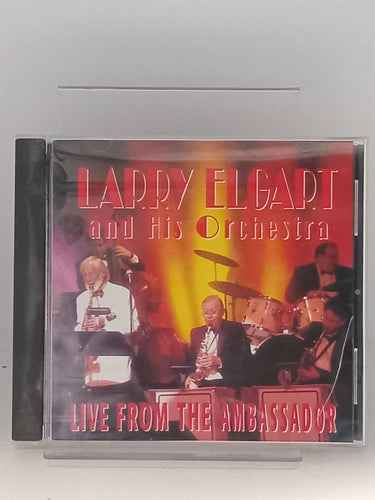 LARRY ELGART
and His Orchestra
LIVE FROM THE AMBASSADOR